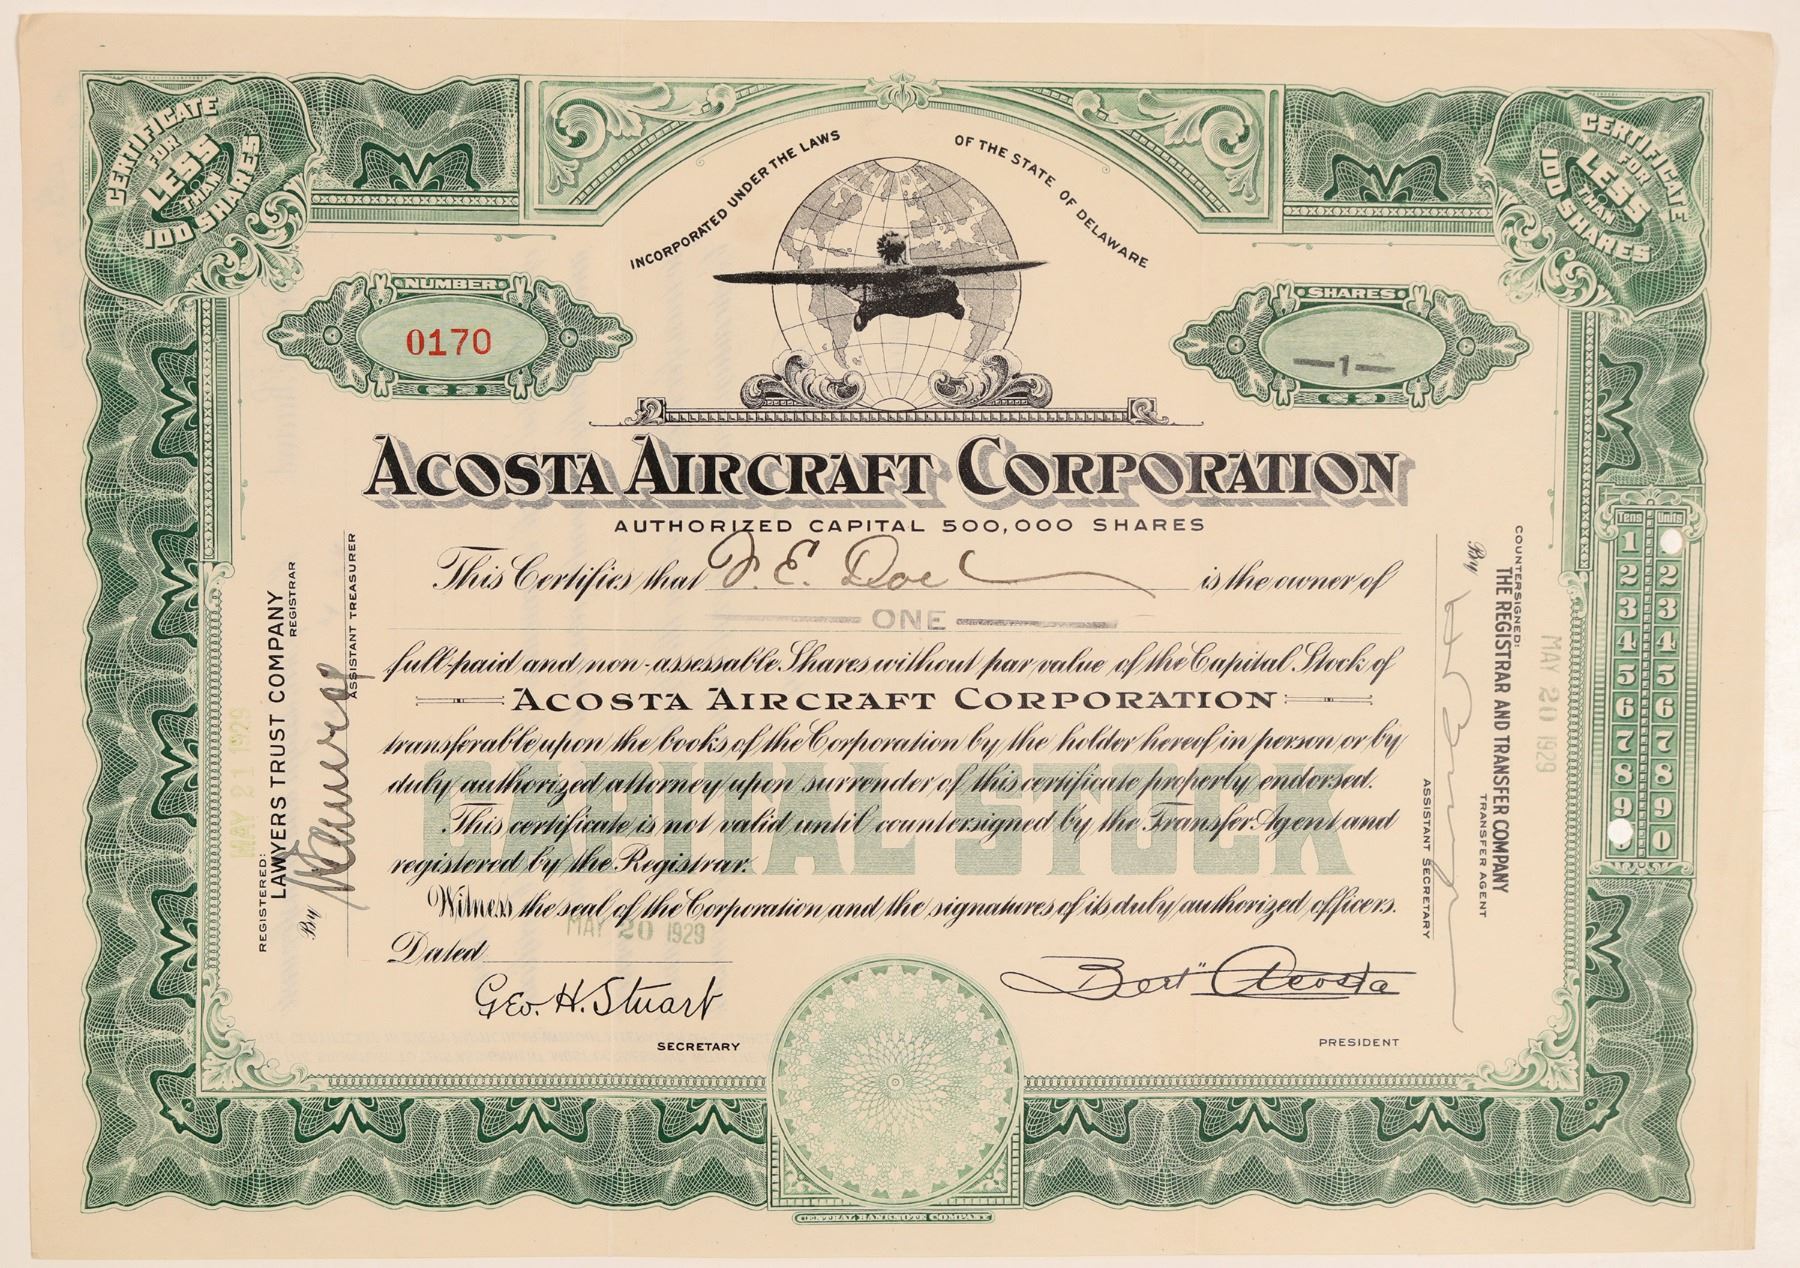 CERTIFICATE
FOR
LESS
THAN
100 SHARES
INCORPORATED UNDER THE LAWS
OF THE STATE OF DELAWARE
CERTIFICATE
FOR
LESS
THAN
100 SHARES
NUMBER
0170
SHARES
-1-
ACOSTA AIRCRAFT CORPORATION
AUTHORIZED CAPITAL 500,000 SHARES
This Certifies that J. E. Doe is the owner of
ONE
full-paid and non-assessable Shares without par value of the Capital Stock of
ACOSTA AIRCRAFT CORPORATION
transferable upon the books of the Corporation by the holder hereof in person or by
duly authorized attorney upon surrender of this certificate properly endorsed.
CAPITAL STOCK
This certificate is not valid until countersigned by the Transfer Agent and
registered by the Registrar.
Witness the seal of the Corporation and the signatures of its duly authorized officers.
Dated MAY 20 1929
Geo. H. Stuart
SECRETARY
"Bert" Acosta
PRESIDENT
CENTRAL BANKNOTE COMPANY
MAY 21 1929
REGISTERED:
LAWYERS TRUST COMPANY
REGISTRAR
By
ASSISTANT TREASURER
COUNTERSIGNED:
THE REGISTRAR AND TRANSFER COMPANY
TRANSFER AGENT
By
ASSISTANT SECRETARY
MAY 20 1929
Tens Units
1
2 2
3 3
4 4
5 5
6 6
7 7
8 8
9 9
0